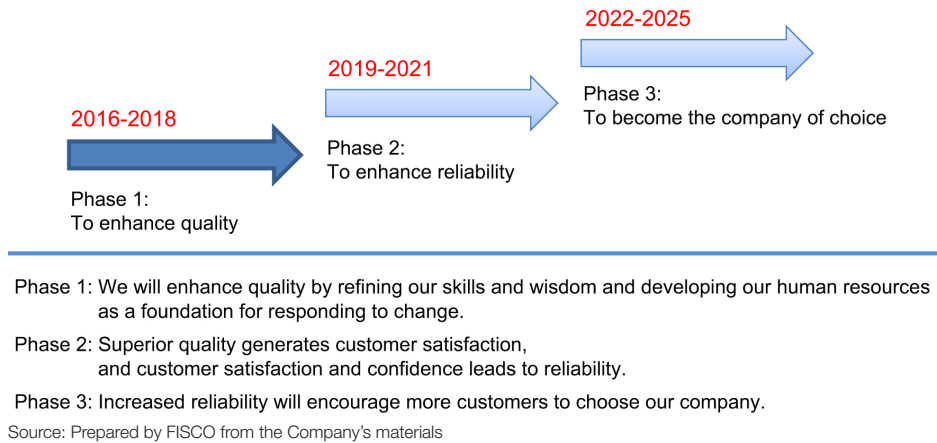 2022-2025
2019-2021
Phase 3:
To become the company of choice
2016-2018
Phase 2:
To enhance reliability
Phase 1:
To enhance quality
Phase 1: We will enhance quality by refining our skills and wisdom and developing our human resources
as a foundation for responding to change.
Phase 2: Superior quality generates customer satisfaction,
and customer satisfaction and confidence leads to reliability.
Phase 3: Increased reliability will encourage more customers to choose our company.
Source: Prepared by FISCO from the Company's materials